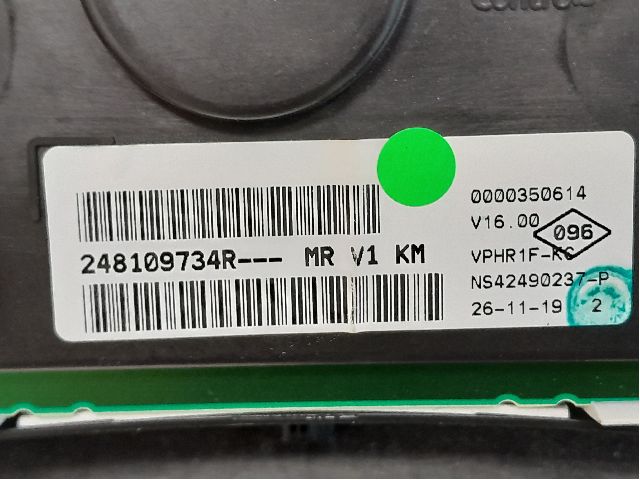 0000350614
V16.00
096
248109734R--- MR V1 KM
VPHR1F-KC
NS42490237-P
26-11-19 2